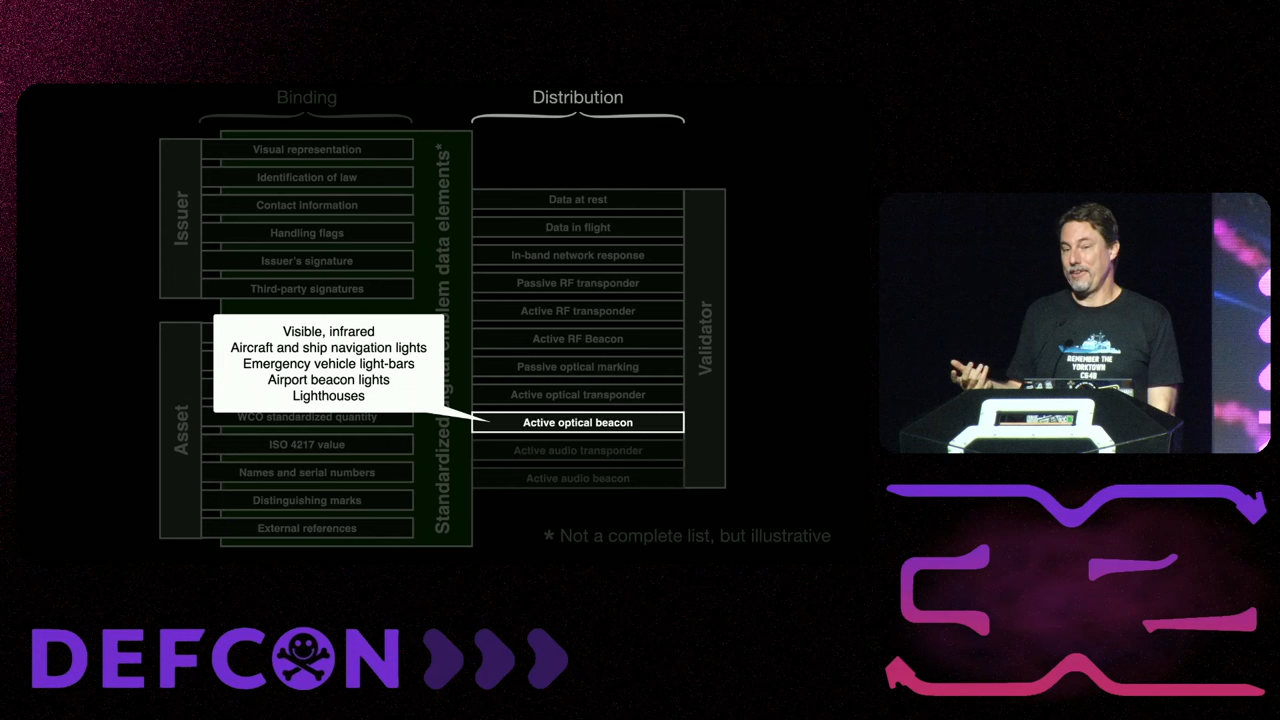 Binding
Distribution
Issuer
Visual representation
Identification of law
Contact information
Handling flags
Issuer's signature
Third-party signatures
Standardized digital emblem data elements*
Data at rest
Data in flight
In-band network response
Passive RF transponder
Active RF transponder
Active RF Beacon
Passive optical marking
Active optical transponder
Active optical beacon
Active audio transponder
Active audio beacon
Validator
Visible, infrared
Aircraft and ship navigation lights
Emergency vehicle light-bars
Airport beacon lights
Lighthouses
Asset
WCO standardized quantity
ISO 4217 value
Names and serial numbers
Distinguishing marks
External references
* Not a complete list, but illustrative
REMEMBER THE
YORKTOWN
CG48
DEFCON